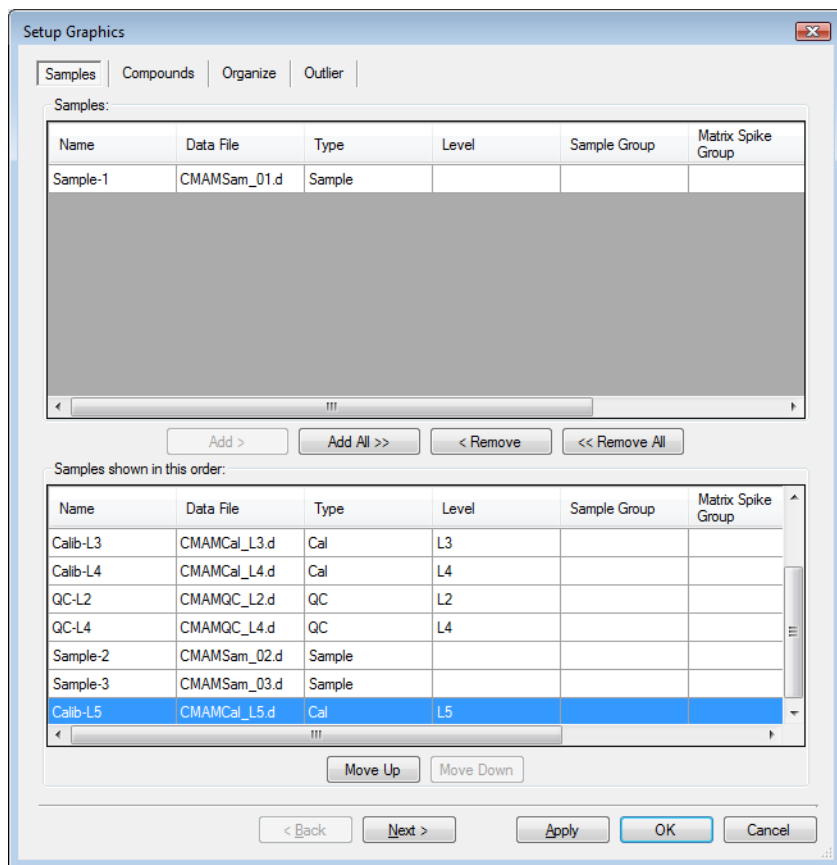 Setup Graphics
Samples Compounds Organize Outlier
Samples:
Name Data File Type Level Sample Group Matrix Spike Group
Sample-1 CMAMSam_01.d Sample
Add > Add All >> < Remove << Remove All
Samples shown in this order:
Name Data File Type Level Sample Group Matrix Spike Group
Calib-L3 CMAMCal_L3.d Cal L3
Calib-L4 CMAMCal_L4.d Cal L4
QC-L2 CMAMQC_L2.d QC L2
QC-L4 CMAMQC_L4.d QC L4
Sample-2 CMAMSam_02.d Sample
Sample-3 CMAMSam_03.d Sample
Calib-L5 CMAMCal_L5.d Cal L5
Move Up Move Down
< Back Next > Apply OK Cancel